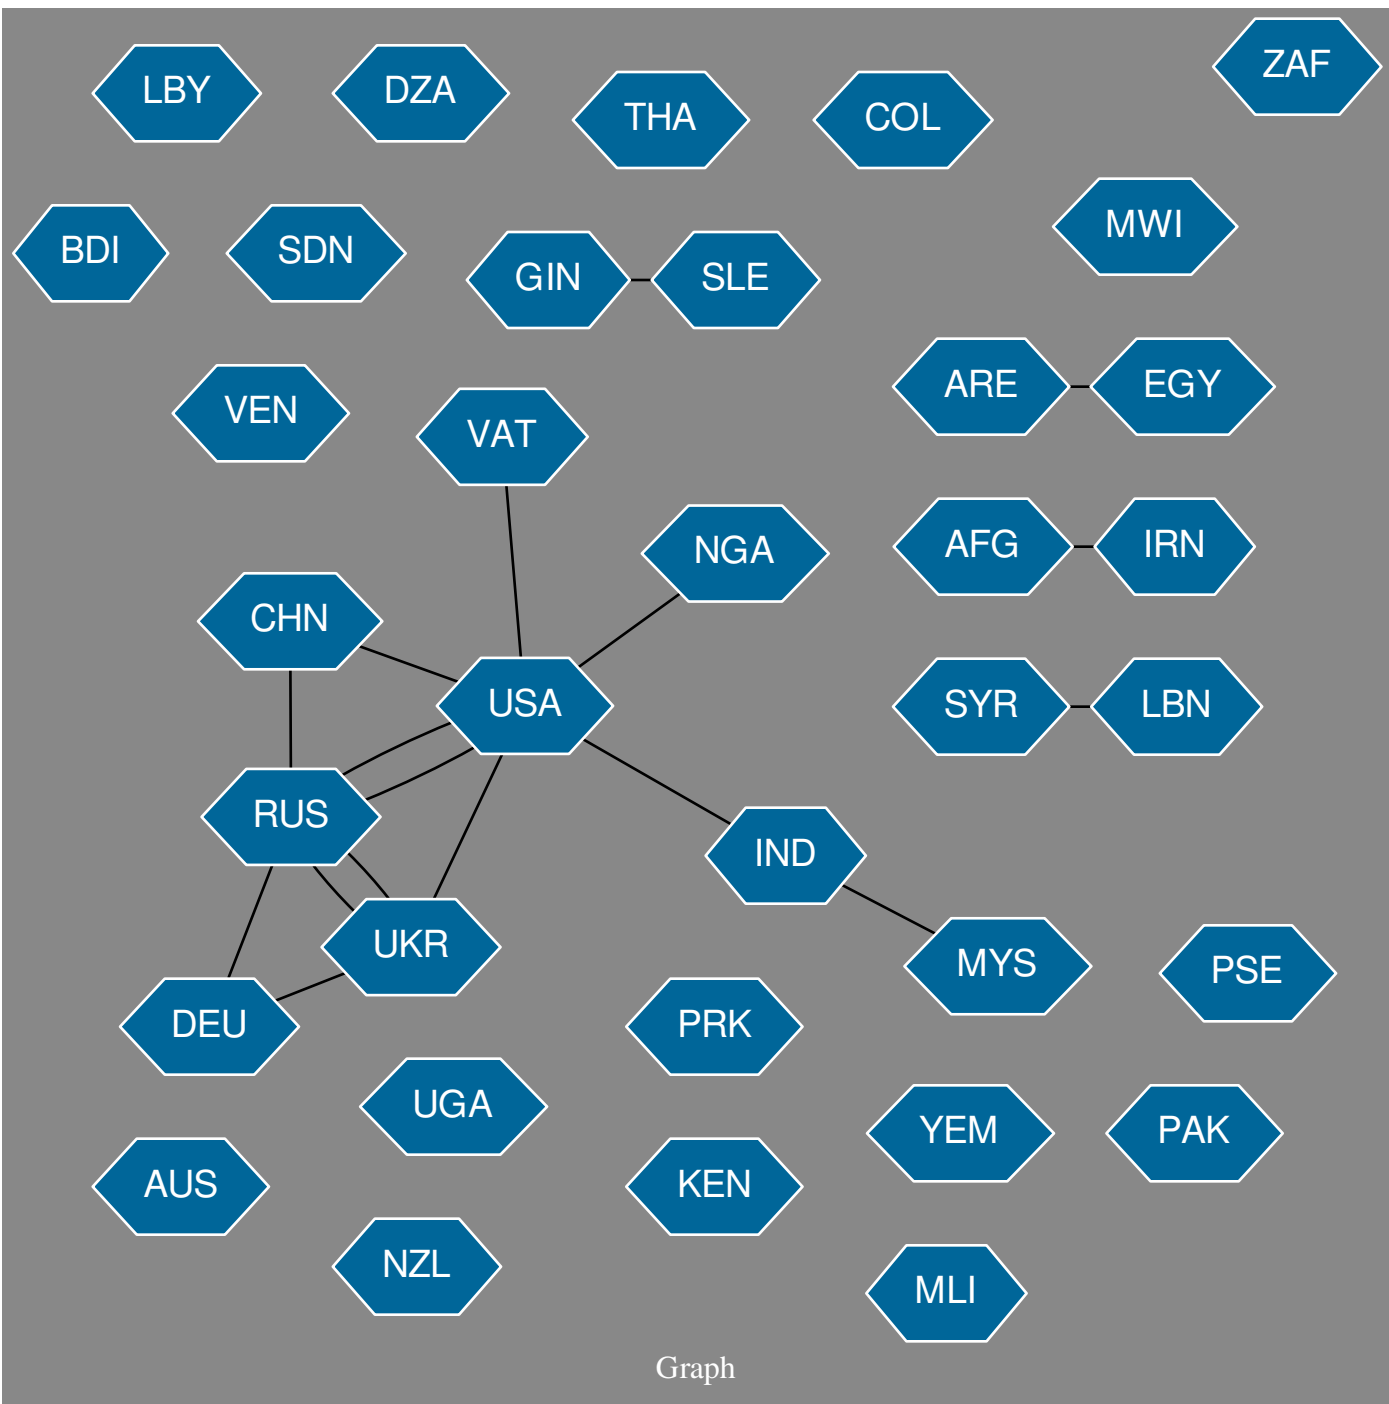 ZAF
LBY
DZA
THA
COL
MWI
BDI
SDN
GIN
SLE
ARE
EGY
VEN
VAT
NGA
AFG
IRN
CHN
USA
SYR
LBN
RUS
IND
UKR
MYS
PSE
DEU
PRK
UGA
YEM
PAK
AUS
KEN
NZL
MLI
Graph